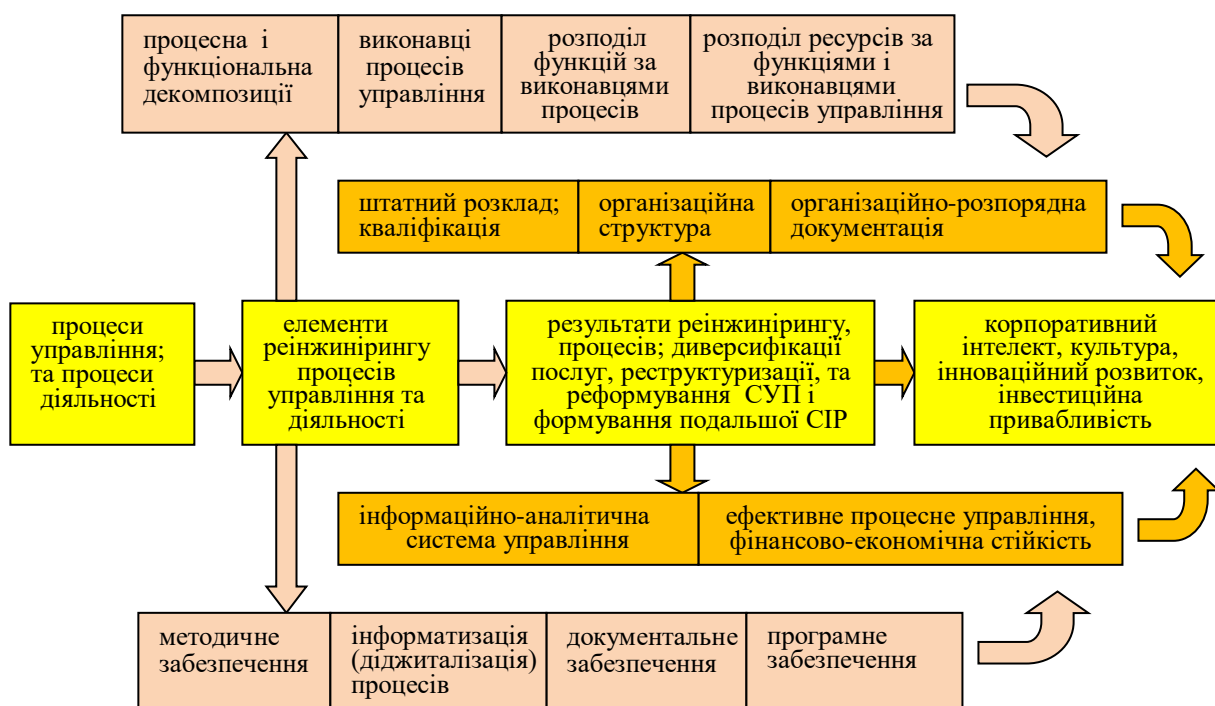 процесна і
функціональна
декомпозиції
виконавці
процесів
управління
розподіл
функцій за
виконавцями
процесів
розподіл ресурсів за
функціями і
виконавцями
процесів управління
штатний розклад;
кваліфікація
організаційна
структура
організаційно-розпорядна
документація
процеси
управління;
та процеси
діяльності
елементи
реінжинірингу
процесів
управління та
діяльності
результати реінжинірингу,
процесів; диверсифікації
послуг, реструктуризації, та
реформування СУП і
формування подальшої СІР
корпоративний
інтелект, культура,
інноваційний розвиток,
інвестиційна
привабливість
інформаційно-аналітична
система управління
ефективне процесне управління,
фінансово-економічна стійкість
методичне
забезпечення
інформатизація
(діджиталізація)
процесів
документальне
забезпечення
програмне
забезпечення